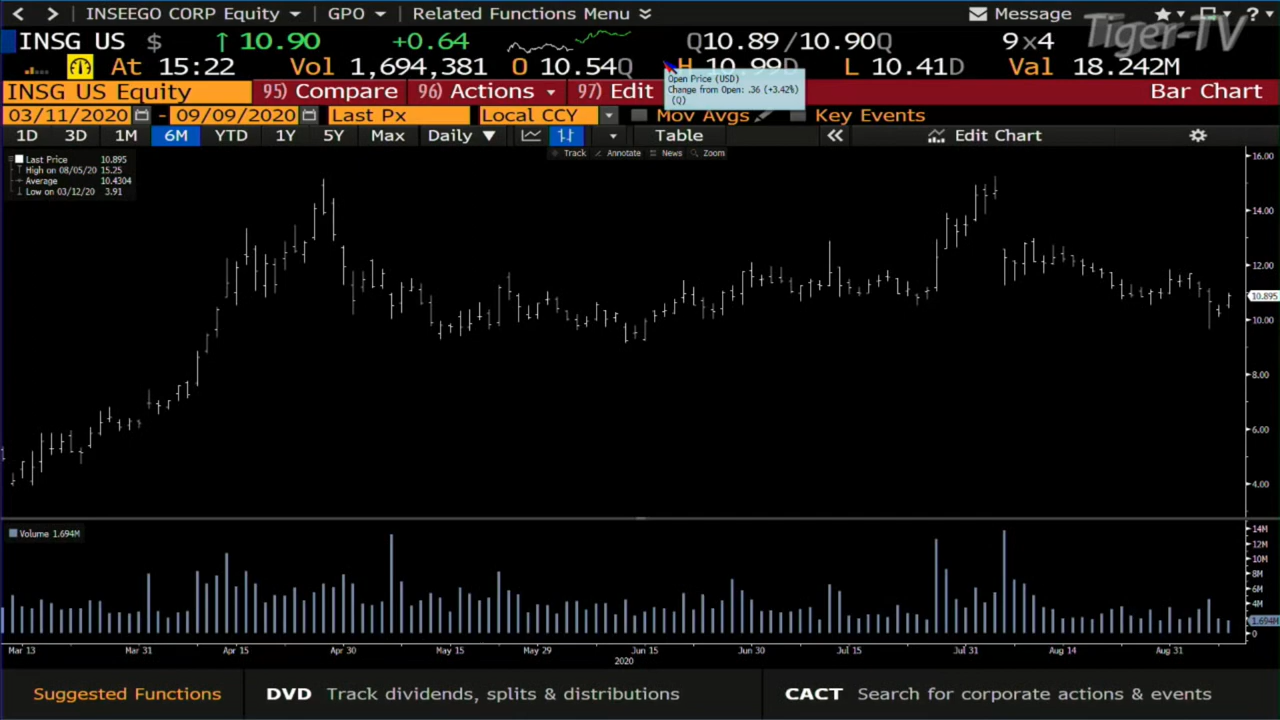 INSEEGO CORP Equity GPO Related Functions Menu Message ?
INSG US $ ↑ 10.90 +0.64 Q10.89 /10.90Q 9×4 Tiger-TV
At 15:22 Vol 1,694,381 O 10.54Q H 10.99D L 10.41D Val 18.242M
Open Price (USD)
Change from Open: .36 (+3.42%)
(Q)
INSG US Equity 95) Compare 96) Actions 97) Edit Bar Chart
03/11/2020 - 09/09/2020 Last Px Local CCY Mov Avgs Key Events
1D 3D 1M 6M YTD 1Y 5Y Max Daily ▼ Table « Edit Chart
Track Annotate News Zoom
Last Price 10.895
High on 08/05/20 15.25
Average 10.4304
Low on 03/12/20 3.91
16.00
14.00
12.00
10.895
10.00
8.00
6.00
4.00
Volume 1.694M
14M
12M
10M
8M
6M
4M
1.694M
0
Mar 13 Mar 31 Apr 15 Apr 30 May 15 May 29 Jun 15 Jun 30 Jul 15 Jul 31 Aug 14 Aug 31
2020
Suggested Functions DVD Track dividends, splits & distributions CACT Search for corporate actions & events